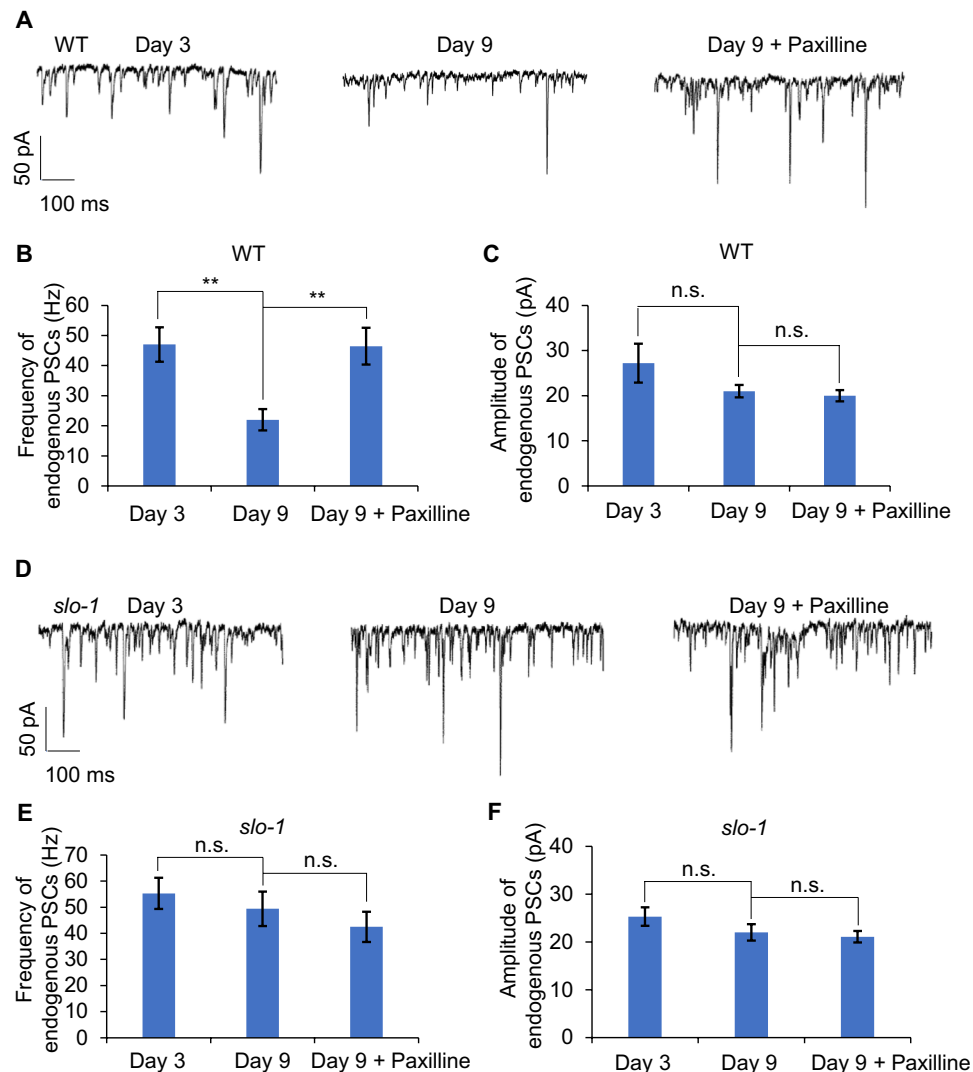 A
WT Day 3 Day 9 Day 9 + Paxilline
50 pA
100 ms
B WT
Frequency of
endogenous PSCs (Hz)
** **
60
50
40
30
20
10
0
Day 3 Day 9 Day 9 + Paxilline
C WT
Amplitude of
endogenous PSCs (pA)
n.s.
n.s.
40
30
20
10
0
Day 3 Day 9 Day 9 + Paxilline
D
slo-1 Day 3 Day 9 Day 9 + Paxilline
50 pA
100 ms
E slo-1
Frequency of
endogenous PSCs (Hz)
n.s.
n.s.
70
60
50
40
30
20
10
0
Day 3 Day 9 Day 9 + Paxilline
F slo-1
Amplitude of
endogenous PSCs (pA)
n.s.
n.s.
40
30
20
10
0
Day 3 Day 9 Day 9 + Paxilline